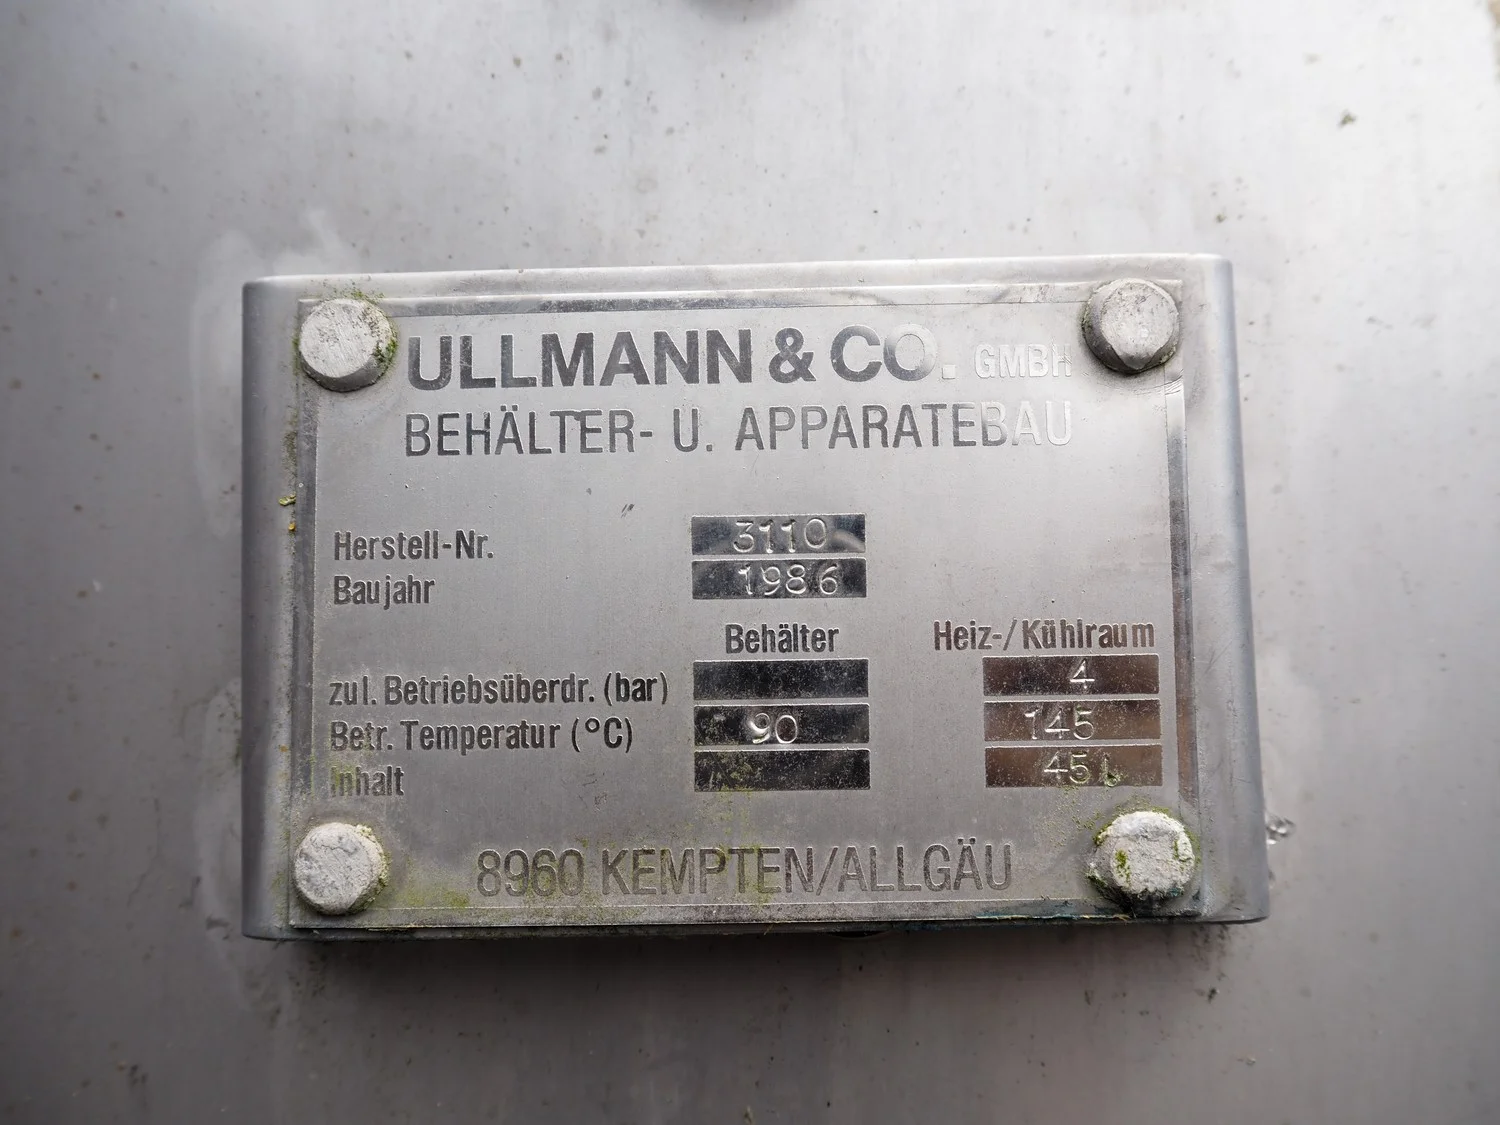 ULLMANN & CO. GMBH
BEHÄLTER- U. APPARATEBAU
Herstell-Nr. 3110
Baujahr 1986
Behälter Heiz-/Kühlraum
zul. Betriebsüberdr. (bar) 4
Betr. Temperatur (°C) 90 145
Inhalt 45 L
8960 KEMPTEN/ALLGÄU